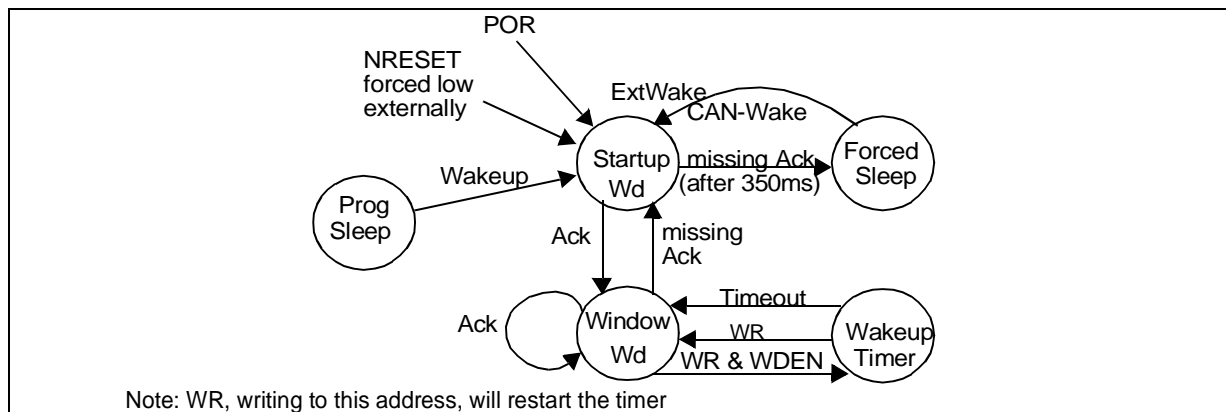 POR
NRESET
forced low
externally
ExtWake
CAN-Wake
Startup
Wd
missing Ack
(after 350ms)
Forced
Sleep
Wakeup
Prog
Sleep
Ack
missing
Ack
Ack
Window
Wd
Timeout
WR
WR & WDEN
Wakeup
Timer
Note: WR, writing to this address, will restart the timer